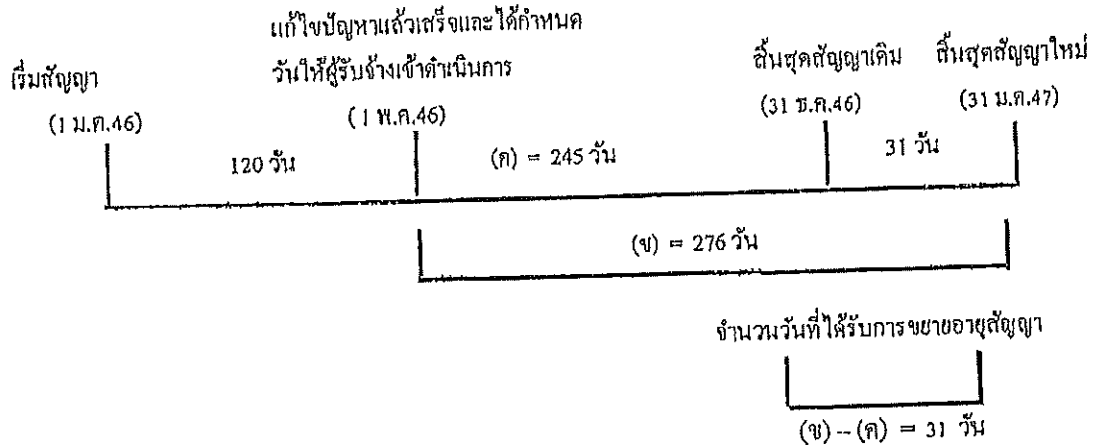 แก้ไขปัญหาแล้วเสร็จและได้กำหนด
เริ่มสัญญา วันให้ผู้รับจ้างเข้าดำเนินการ สิ้นสุดสัญญาเดิม สิ้นสุดสัญญาใหม่
(1 ม.ค.46) (1 พ.ค.46) (31 ธ.ค.46) (31 ม.ค.47)
120 วัน (ค) = 245 วัน 31 วัน
(ข) = 276 วัน
จำนวนวันที่ได้รับการขยายอายุสัญญา
(ข) -- (ค) = 31 วัน